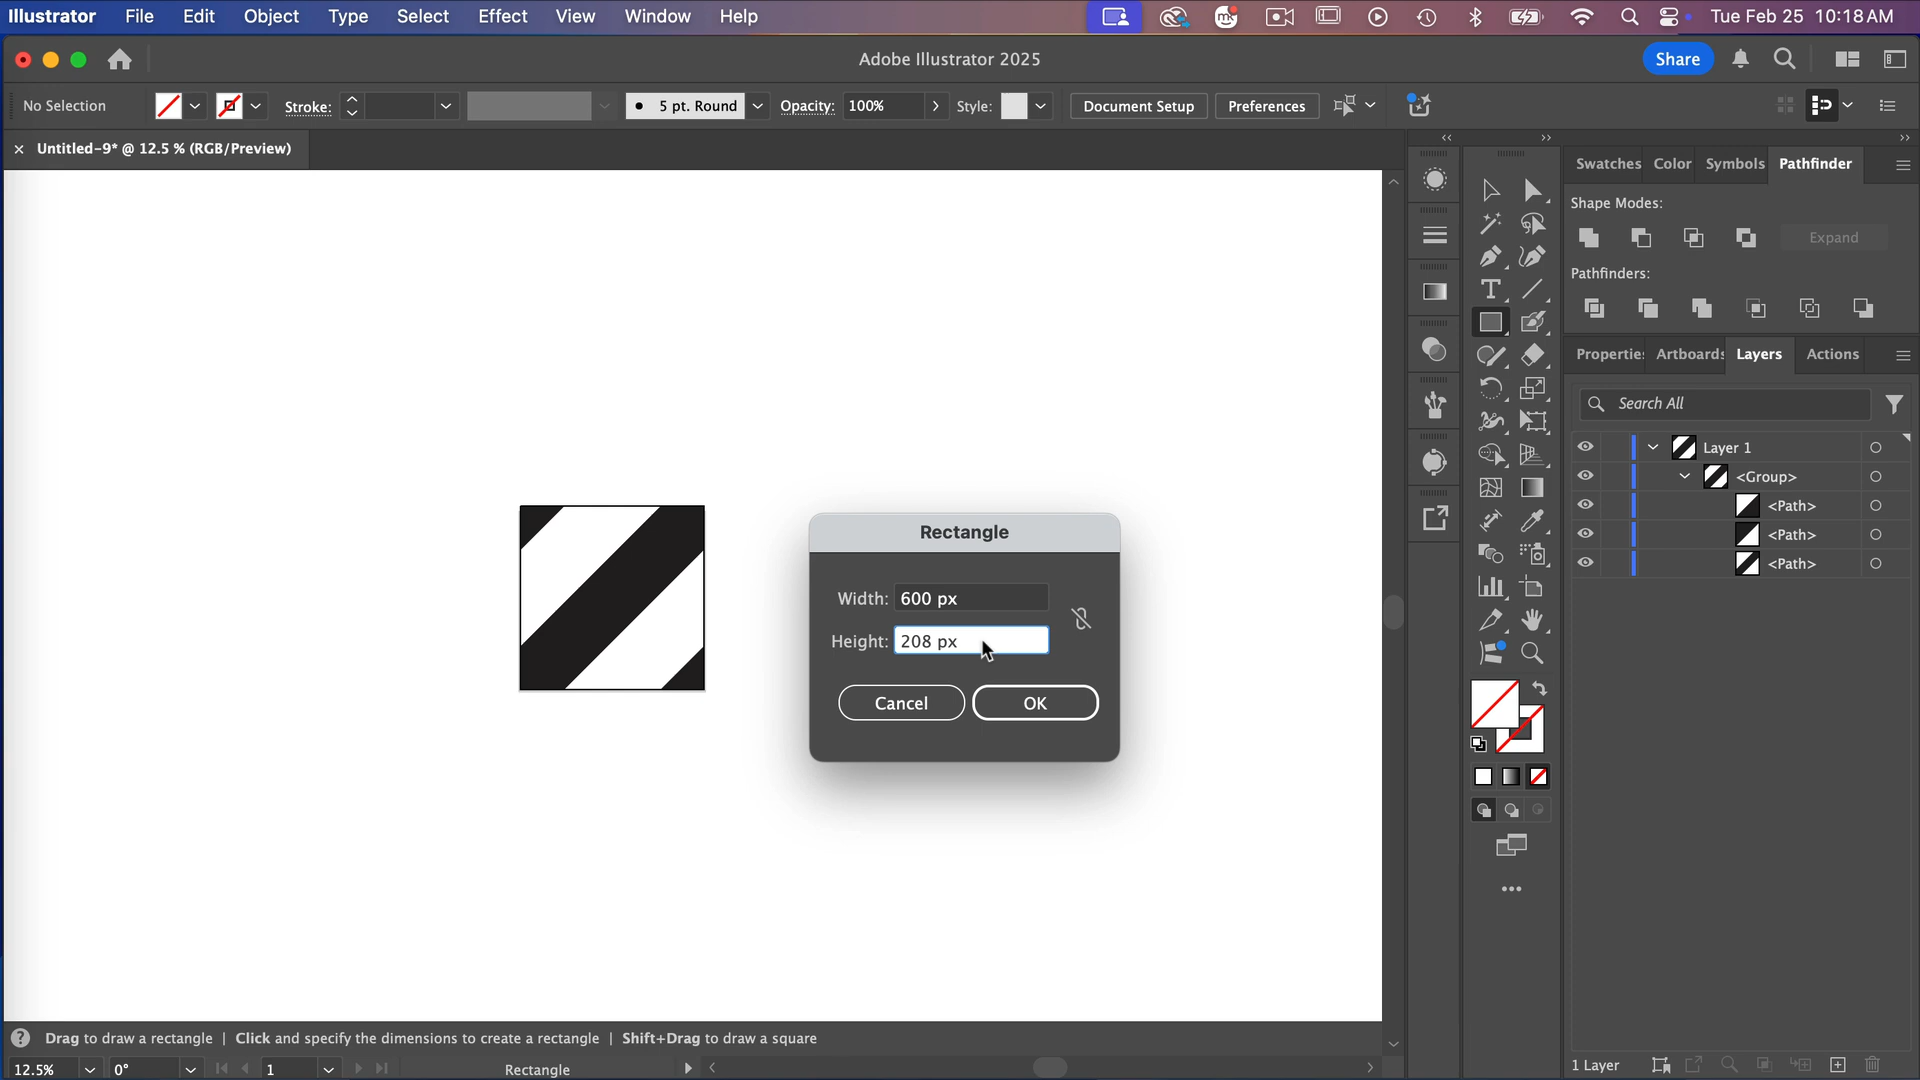 Illustrator File Edit Object Type Select Effect View Window Help Tue Feb 25 10:18 AM
Adobe Illustrator 2025 Share
No Selection Stroke: 5 pt. Round Opacity: 100% Style: Document Setup Preferences
× Untitled-9* @ 12.5 % (RGB/Preview)
Swatches Color Symbols Pathfinder
Shape Modes:
Expand
Pathfinders:
Properties Artboards Layers Actions
Search All
Layer 1
<Group>
<Path>
<Path>
<Path>
Rectangle
Width: 600 px
Height: 208 px
Cancel OK
Drag to draw a rectangle | Click and specify the dimensions to create a rectangle | Shift+Drag to draw a square
12.5% 0° 1 Rectangle
1 Layer